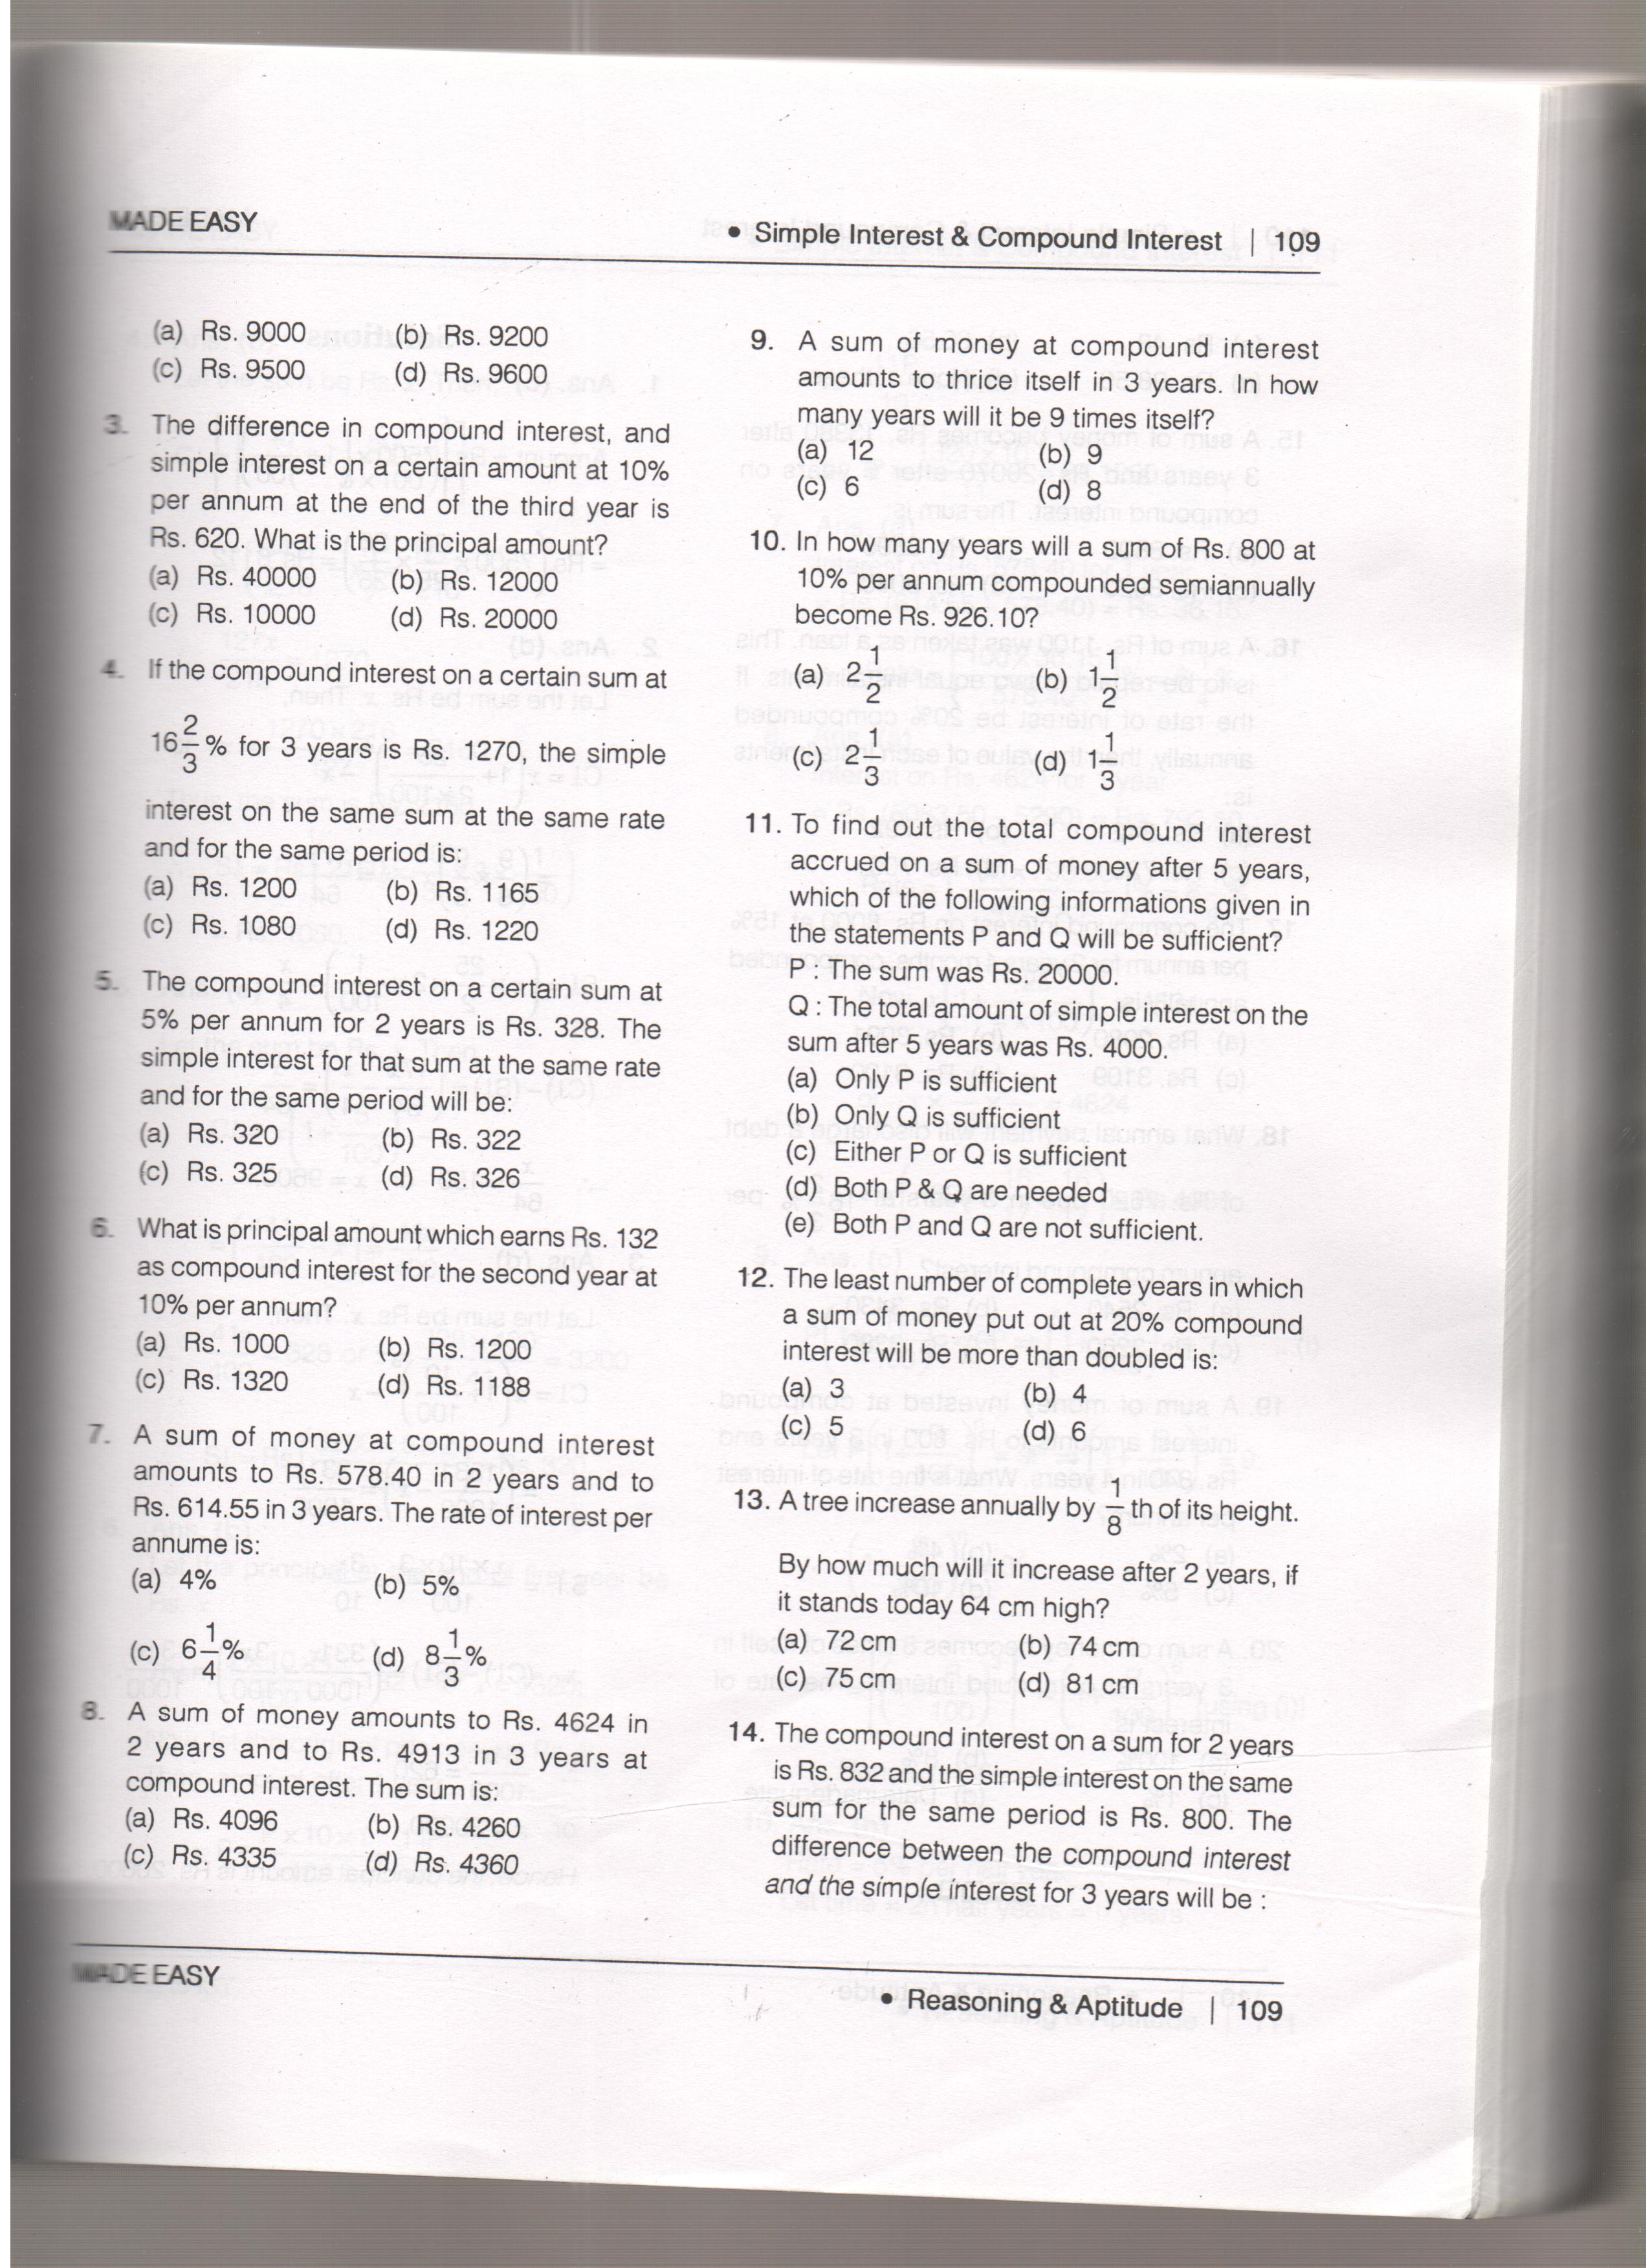 MADE EASY
• Simple Interest & Compound Interest | 109
(a) Rs. 9000 (b) Rs. 9200
(c) Rs. 9500 (d) Rs. 9600
3. The difference in compound interest, and
simple interest on a certain amount at 10%
per annum at the end of the third year is
Rs. 620. What is the principal amount?
(a) Rs. 40000 (b) Rs. 12000
(c) Rs. 10000 (d) Rs. 20000
4. If the compound interest on a certain sum at
16 2/3 % for 3 years is Rs. 1270, the simple
interest on the same sum at the same rate
and for the same period is:
(a) Rs. 1200 (b) Rs. 1165
(c) Rs. 1080 (d) Rs. 1220
5. The compound interest on a certain sum at
5% per annum for 2 years is Rs. 328. The
simple interest for that sum at the same rate
and for the same period will be:
(a) Rs. 320 (b) Rs. 322
(c) Rs. 325 (d) Rs. 326
6. What is principal amount which earns Rs. 132
as compound interest for the second year at
10% per annum?
(a) Rs. 1000 (b) Rs. 1200
(c) Rs. 1320 (d) Rs. 1188
7. A sum of money at compound interest
amounts to Rs. 578.40 in 2 years and to
Rs. 614.55 in 3 years. The rate of interest per
annume is:
(a) 4% (b) 5%
(c) 6 1/4 % (d) 8 1/3 %
8. A sum of money amounts to Rs. 4624 in
2 years and to Rs. 4913 in 3 years at
compound interest. The sum is:
(a) Rs. 4096 (b) Rs. 4260
(c) Rs. 4335 (d) Rs. 4360
9. A sum of money at compound interest
amounts to thrice itself in 3 years. In how
many years will it be 9 times itself?
(a) 12 (b) 9
(c) 6 (d) 8
10. In how many years will a sum of Rs. 800 at
10% per annum compounded semiannually
become Rs. 926.10?
(a) 2 1/2 (b) 1 1/2
(c) 2 1/3 (d) 1 1/3
11. To find out the total compound interest
accrued on a sum of money after 5 years,
which of the following informations given in
the statements P and Q will be sufficient?
P : The sum was Rs. 20000.
Q : The total amount of simple interest on the
sum after 5 years was Rs. 4000.
(a) Only P is sufficient
(b) Only Q is sufficient
(c) Either P or Q is sufficient
(d) Both P & Q are needed
(e) Both P and Q are not sufficient.
12. The least number of complete years in which
a sum of money put out at 20% compound
interest will be more than doubled is:
(a) 3 (b) 4
(c) 5 (d) 6
13. A tree increase annually by 1/8 th of its height.
By how much will it increase after 2 years, if
it stands today 64 cm high?
(a) 72 cm (b) 74 cm
(c) 75 cm (d) 81 cm
14. The compound interest on a sum for 2 years
is Rs. 832 and the simple interest on the same
sum for the same period is Rs. 800. The
difference between the compound interest
and the simple interest for 3 years will be :
MADE EASY
• Reasoning & Aptitude | 109